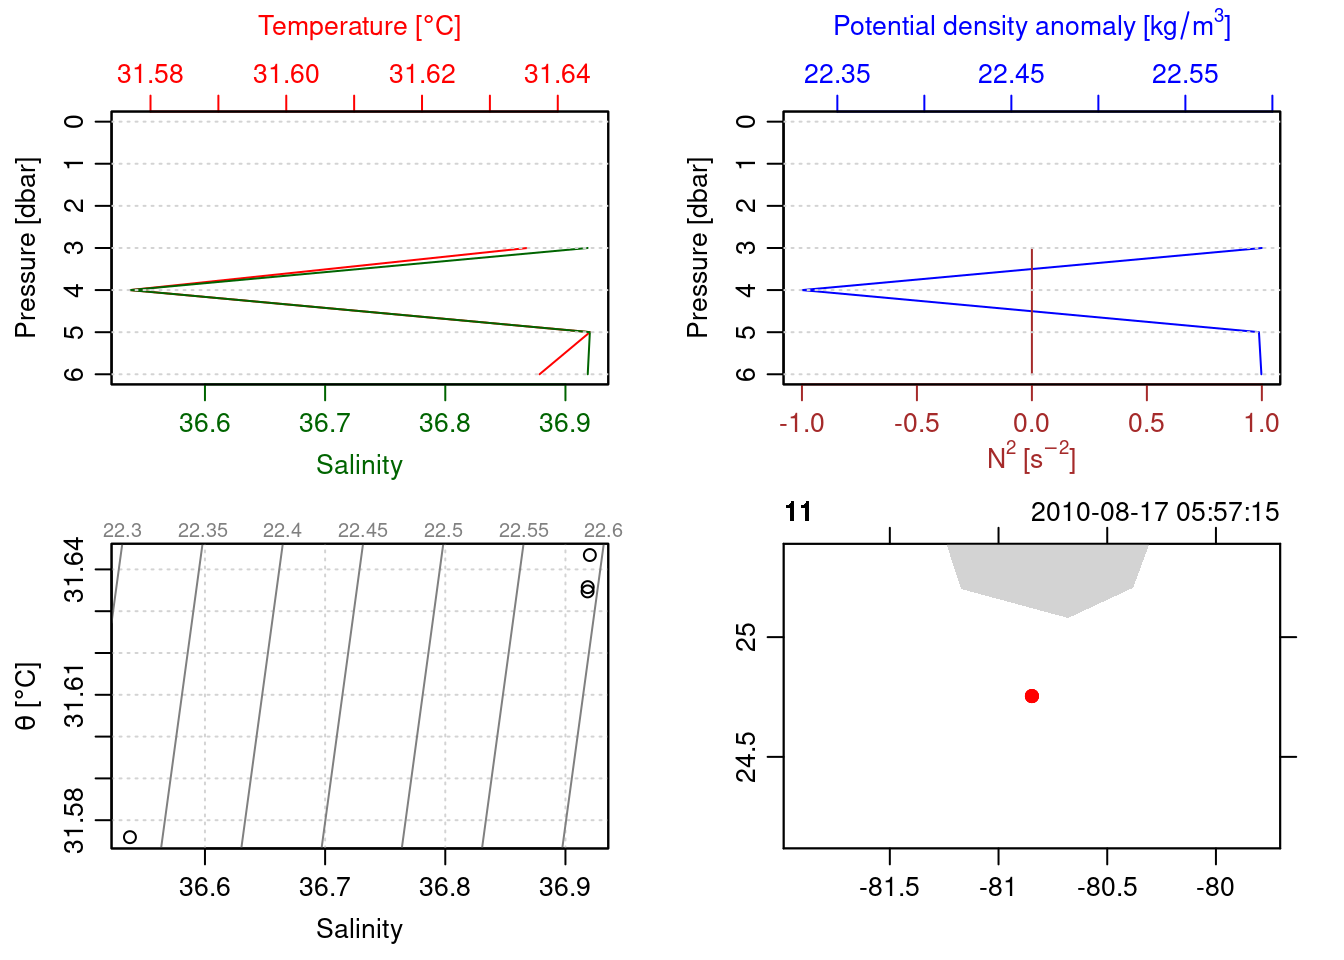 Temperature [°C]
31.58 31.60 31.62 31.64
Pressure [dbar]
0
1
2
3
4
5
6
36.6 36.7 36.8 36.9
Salinity
Potential density anomaly [kg/m³]
22.35 22.45 22.55
Pressure [dbar]
0
1
2
3
4
5
6
-1.0 -0.5 0.0 0.5 1.0
N² [s⁻²]
22.3 22.35 22.4 22.45 22.5 22.55 22.6
θ [°C]
31.64
31.61
31.58
36.6 36.7 36.8 36.9
Salinity
11 2010-08-17 05:57:15
25
24.5
-81.5 -81 -80.5 -80